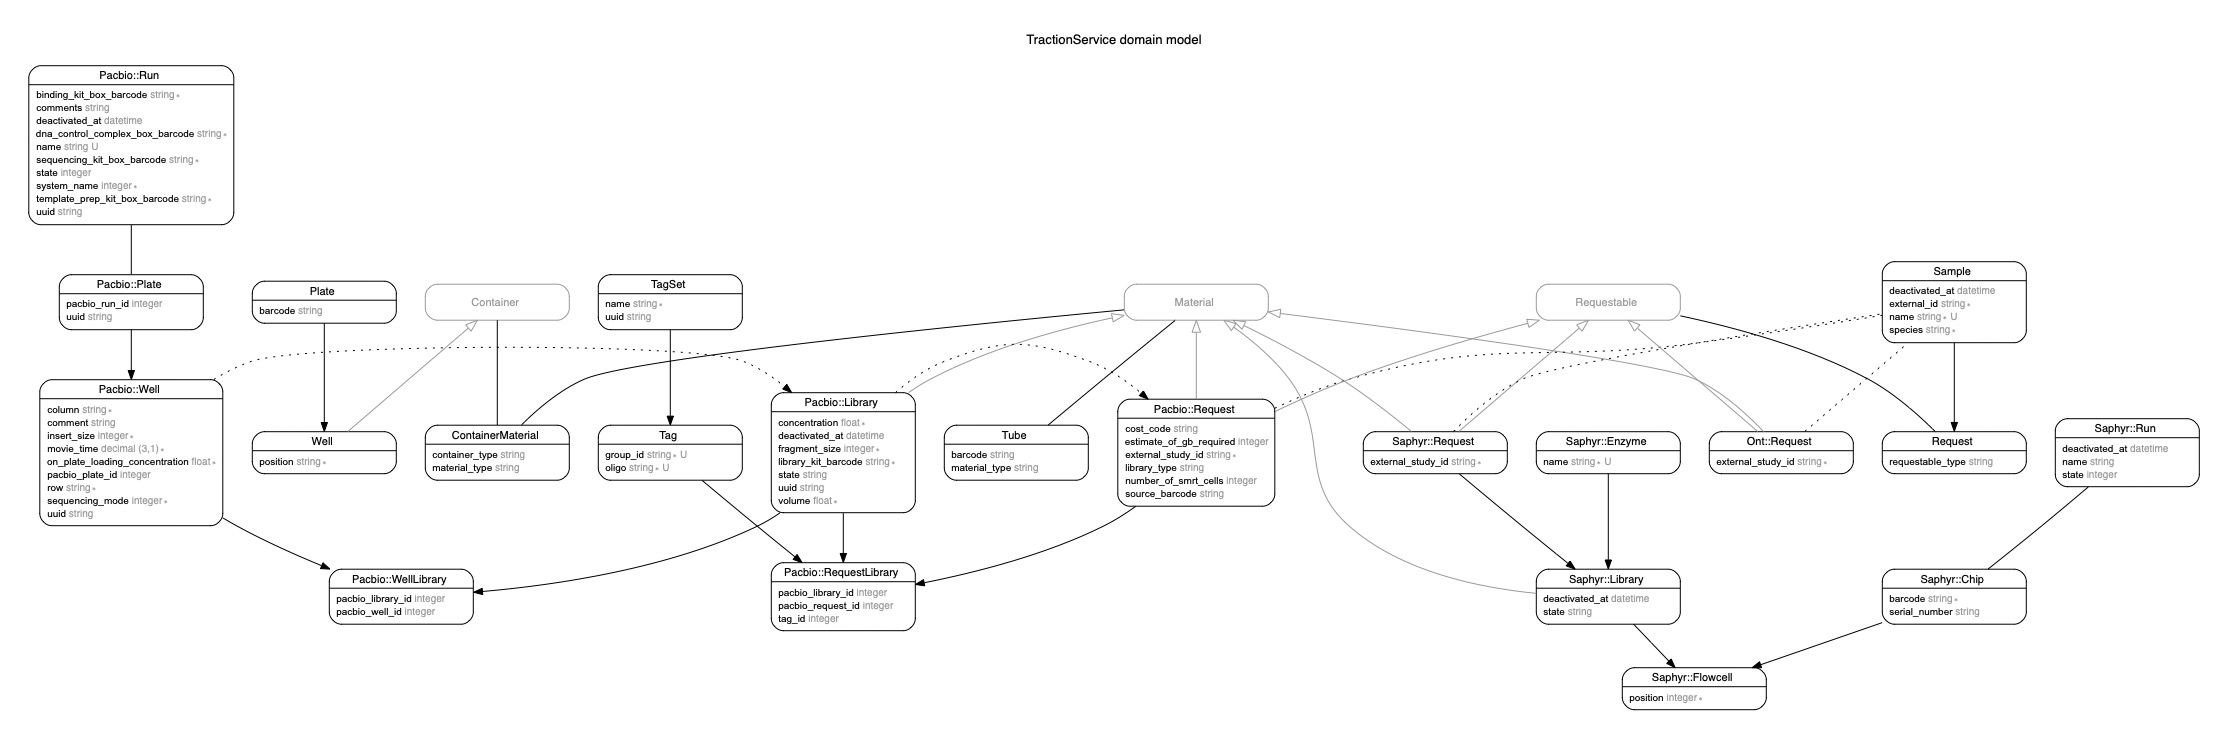 TractionService domain model
Pacbio::Run
binding_kit_box_barcode string ∗
comments string
deactivated_at datetime
dna_control_complex_box_barcode string ∗
name string U
sequencing_kit_box_barcode string ∗
state integer
system_name integer ∗
template_prep_kit_box_barcode string ∗
uuid string
Pacbio::Plate
pacbio_run_id integer
uuid string
Plate
barcode string
Container
TagSet
name string ∗
uuid string
Material
Requestable
Sample
deactivated_at datetime
external_id string ∗
name string ∗ U
species string ∗
Pacbio::Well
column string ∗
comment string
insert_size integer ∗
movie_time decimal (3,1) ∗
on_plate_loading_concentration float ∗
pacbio_plate_id integer
row string ∗
sequencing_mode integer ∗
uuid string
Well
position string ∗
ContainerMaterial
container_type string
material_type string
Tag
group_id string ∗ U
oligo string ∗ U
Pacbio::Library
concentration float ∗
deactivated_at datetime
fragment_size integer ∗
library_kit_barcode string ∗
state string
uuid string
volume float ∗
Tube
barcode string
material_type string
Pacbio::Request
cost_code string
estimate_of_gb_required integer
external_study_id string ∗
library_type string
number_of_smrt_cells integer
source_barcode string
Saphyr::Request
external_study_id string ∗
Saphyr::Enzyme
name string ∗ U
Ont::Request
external_study_id string ∗
Request
requestable_type string
Saphyr::Run
deactivated_at datetime
name string
state integer
Pacbio::WellLibrary
pacbio_library_id integer
pacbio_well_id integer
Pacbio::RequestLibrary
pacbio_library_id integer
pacbio_request_id integer
tag_id integer
Saphyr::Library
deactivated_at datetime
state string
Saphyr::Chip
barcode string ∗
serial_number string
Saphyr::Flowcell
position integer ∗